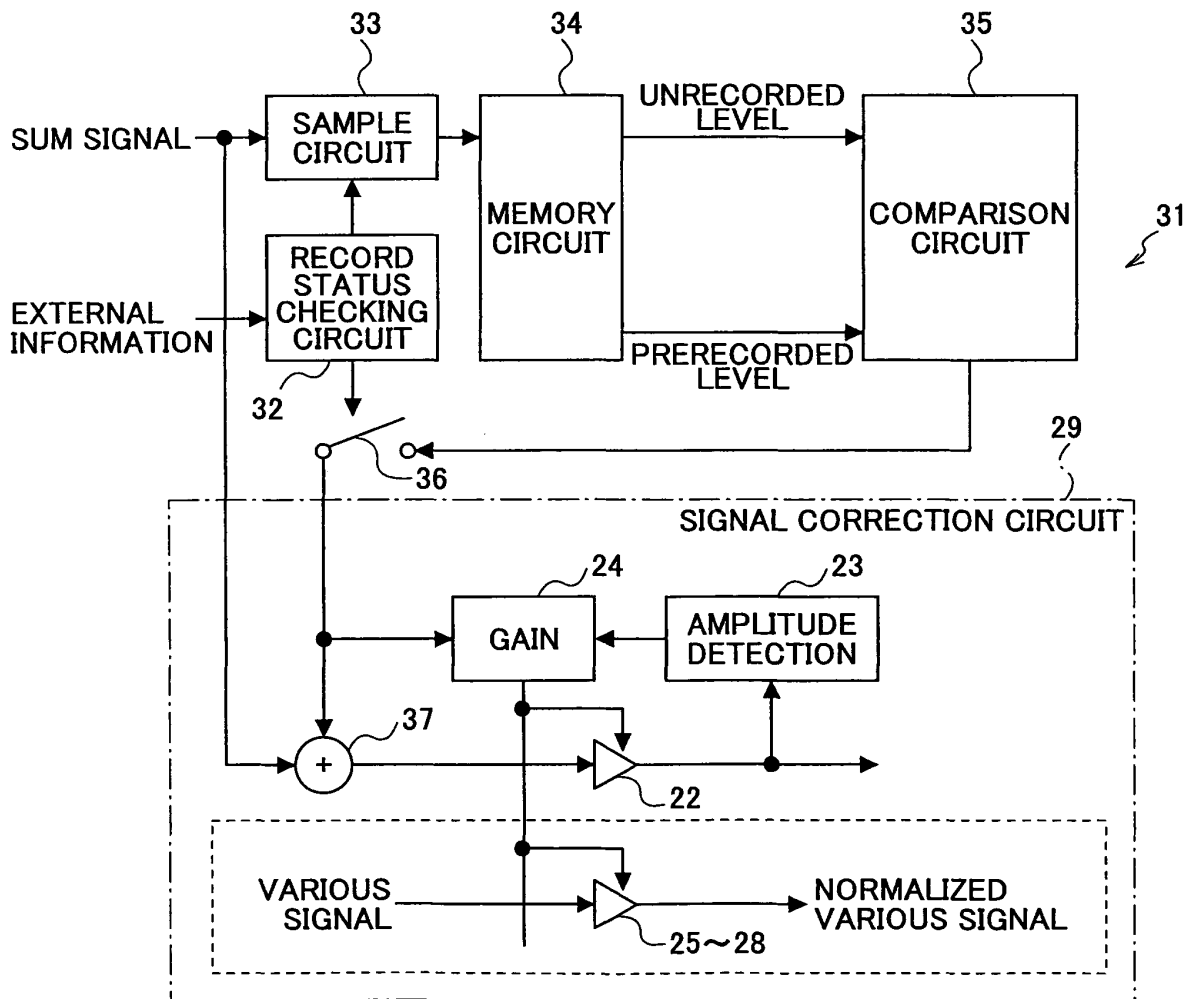 33
34
35
SUM SIGNAL
SAMPLE
CIRCUIT
UNRECORDED
LEVEL
MEMORY
CIRCUIT
COMPARISON
CIRCUIT
31
EXTERNAL
INFORMATION
RECORD
STATUS
CHECKING
CIRCUIT
PRERECORDED
LEVEL
32
36
29
SIGNAL CORRECTION CIRCUIT
24
23
GAIN
AMPLITUDE
DETECTION
37
+
22
VARIOUS
SIGNAL
NORMALIZED
VARIOUS SIGNAL
25～28